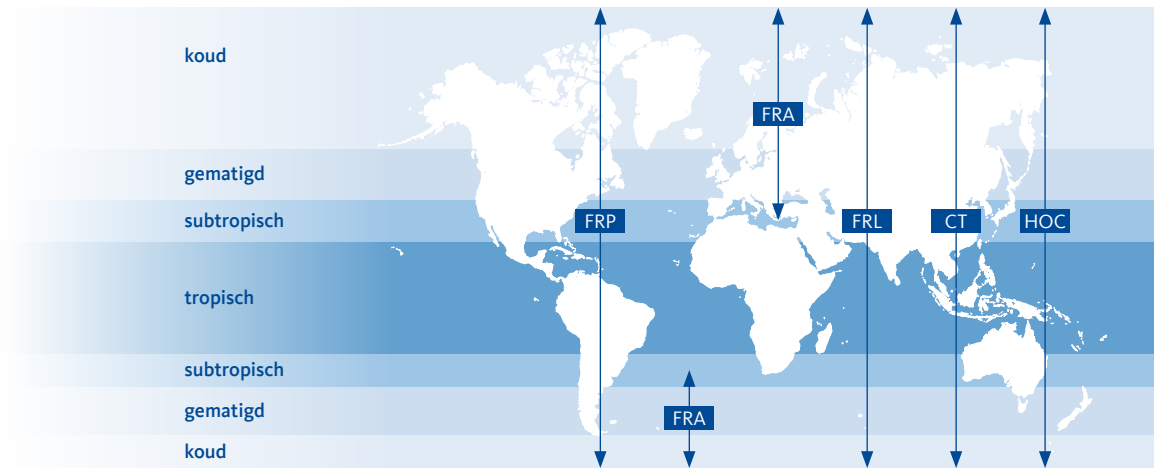 koud
FRA
gematigd
subtropisch
FRP
FRL
CT
HOC
tropisch
subtropisch
gematigd
FRA
koud